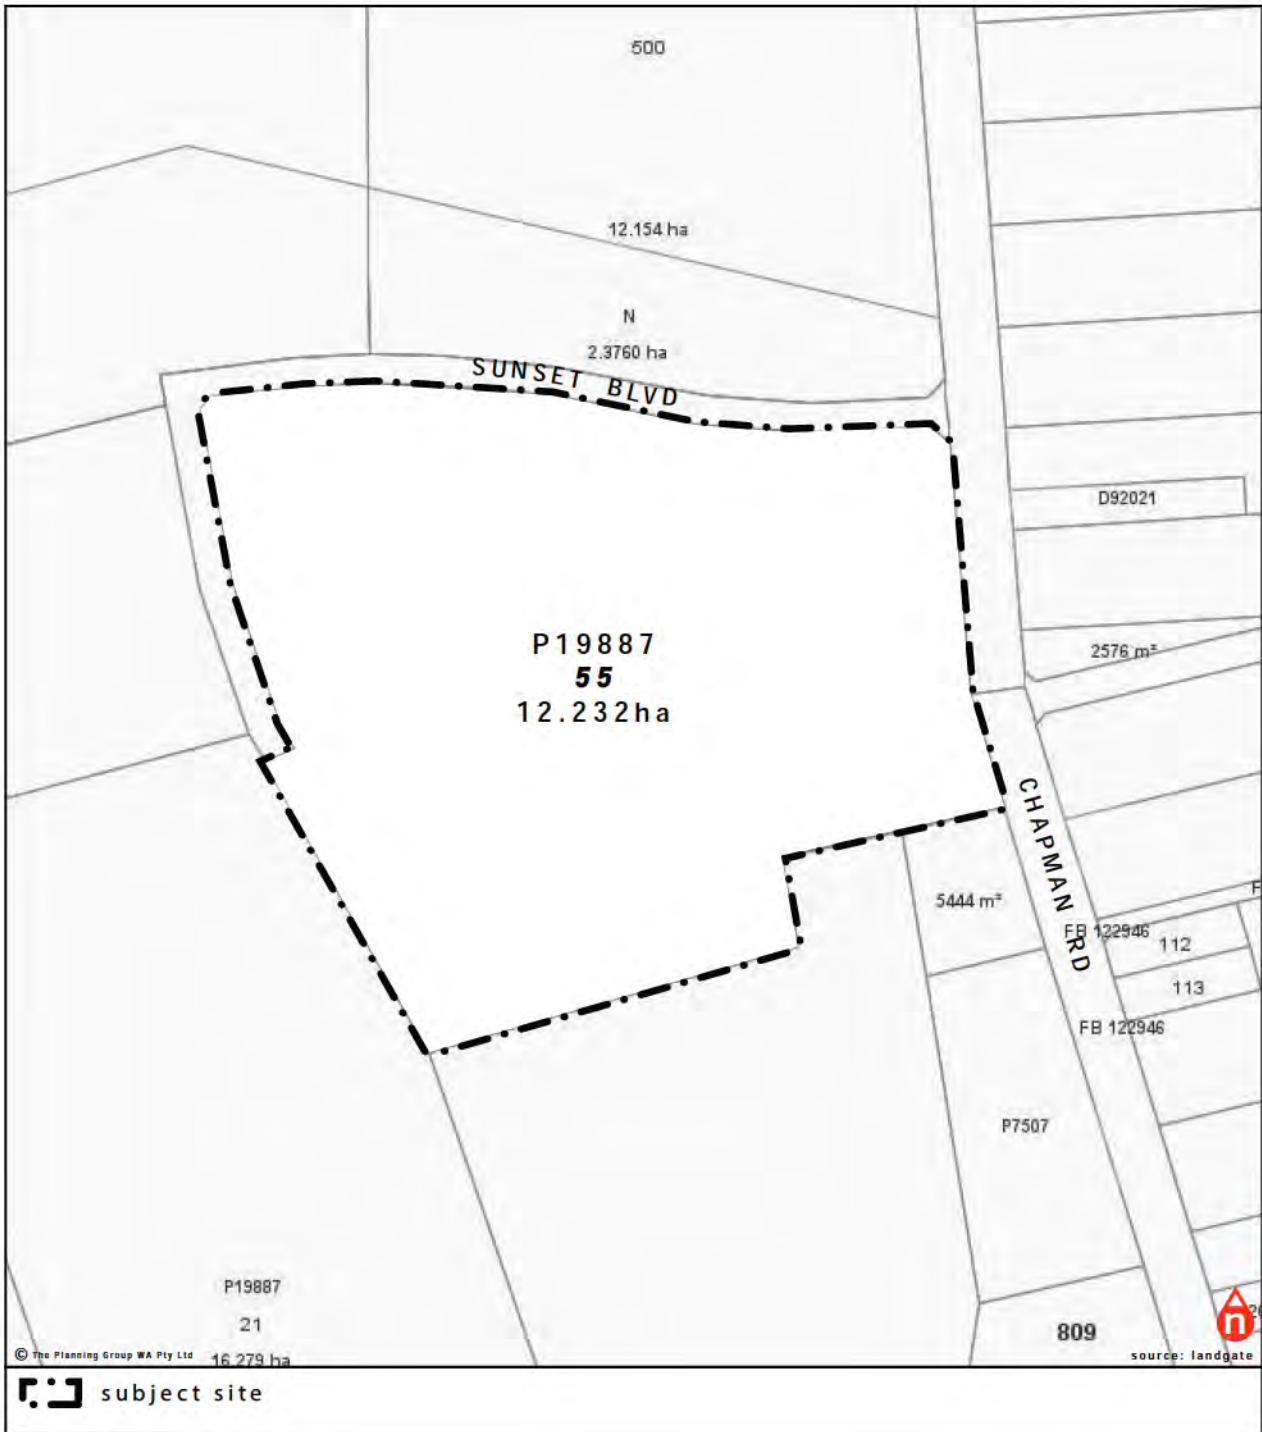 500
12.154 ha
N
2.3760 ha
SUNSET BLVD
D92021
P19887
55
12.232ha
2576 m²
CHAPMAN RD
5444 m²
F
FB 122946
112
113
FB 122946
P7507
P19887
21
16.279 ha
809
20
n
© The Planning Group WA Pty Ltd
source: landgate
subject site